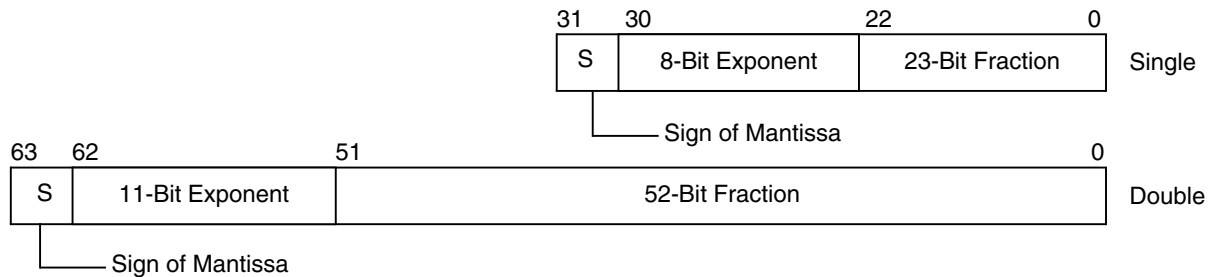 31 30 22 0
S 8-Bit Exponent 23-Bit Fraction Single
Sign of Mantissa
63 62 51 0
S 11-Bit Exponent 52-Bit Fraction Double
Sign of Mantissa